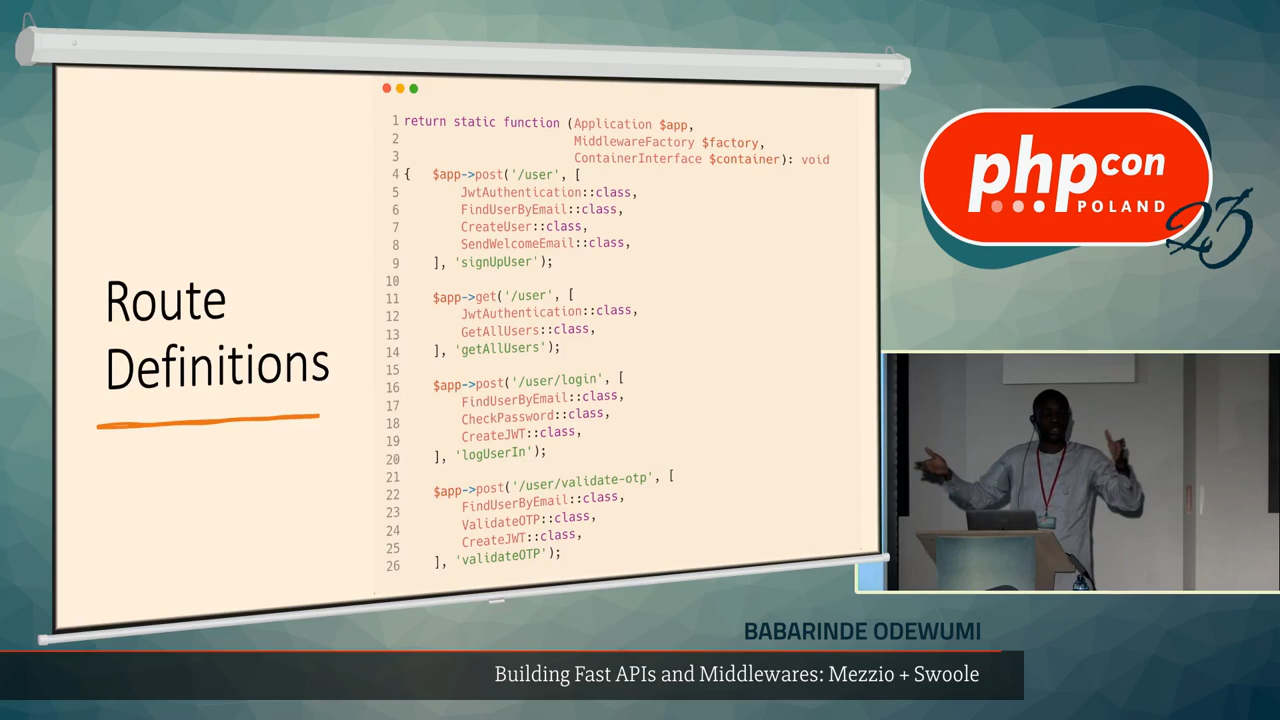 Route
Definitions
1 return static function (Application $app,
2 MiddlewareFactory $factory,
3 ContainerInterface $container): void
4 { $app->post('/user', [
5 JwtAuthentication::class,
6 FindUserByEmail::class,
7 CreateUser::class,
8 SendWelcomeEmail::class,
9 ], 'signUpUser');
10
11 $app->get('/user', [
12 JwtAuthentication::class,
13 GetAllUsers::class,
14 ], 'getAllUsers');
15
16 $app->post('/user/login', [
17 FindUserByEmail::class,
18 CheckPassword::class,
19 CreateJWT::class,
20 ], 'logUserIn');
21
22 $app->post('/user/validate-otp', [
23 FindUserByEmail::class,
24 ValidateOTP::class,
25 CreateJWT::class,
26 ], 'validateOTP');
phpcon
POLAND
23
BABARINDE ODEWUMI
Building Fast APIs and Middlewares: Mezzio + Swoole